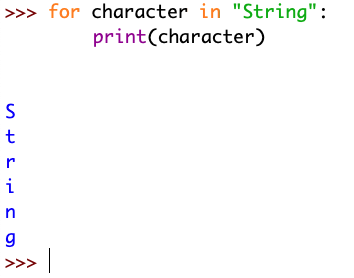 >>> for character in "String":
        print(character)
S
t
r
i
n
g
>>>